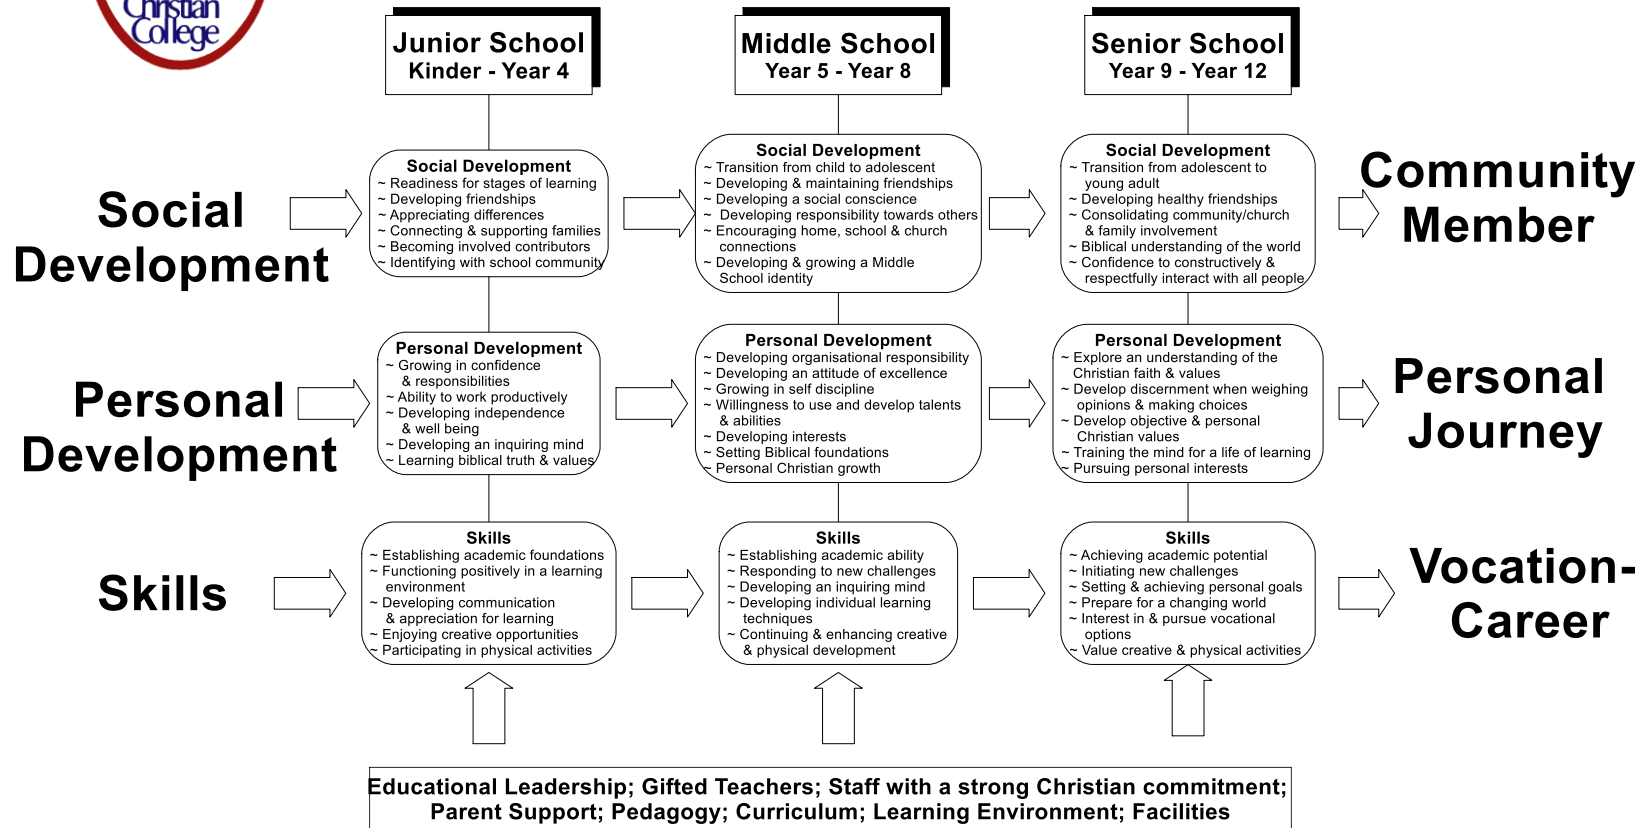 Christian
College
Junior School
Kinder - Year 4
Middle School
Year 5 - Year 8
Senior School
Year 9 - Year 12
Social
Development
Social Development
~ Readiness for stages of learning
~ Developing friendships
~ Appreciating differences
~ Connecting & supporting families
~ Becoming involved contributors
~ Identifying with school community
Social Development
~ Transition from child to adolescent
~ Developing & maintaining friendships
~ Developing a social conscience
~ Developing responsibility towards others
~ Encouraging home, school & church
connections
~ Developing & growing a Middle
School identity
Social Development
~ Transition from adolescent to
young adult
~ Developing healthy friendships
~ Consolidating community/church
& family involvement
~ Biblical understanding of the world
~ Confidence to constructively &
respectfully interact with all people
Community
Member
Personal
Development
Personal Development
~ Growing in confidence
& responsibilities
~ Ability to work productively
~ Developing independence
& well being
~ Developing an inquiring mind
~ Learning biblical truth & values
Personal Development
~ Developing organisational responsibility
~ Developing an attitude of excellence
~ Growing in self discipline
~ Willingness to use and develop talents
& abilities
~ Developing interests
~ Setting Biblical foundations
~ Personal Christian growth
Personal Development
~ Explore an understanding of the
Christian faith & values
~ Develop discernment when weighing
opinions & making choices
~ Develop objective & personal
Christian values
~ Training the mind for a life of learning
~ Pursuing personal interests
Personal
Journey
Skills
Skills
~ Establishing academic foundations
~ Functioning positively in a learning
environment
~ Developing communication
& appreciation for learning
~ Enjoying creative opportunities
~ Participating in physical activities
Skills
~ Establishing academic ability
~ Responding to new challenges
~ Developing an inquiring mind
~ Developing individual learning
techniques
~ Continuing & enhancing creative
& physical development
Skills
~ Achieving academic potential
~ Initiating new challenges
~ Setting & achieving personal goals
~ Prepare for a changing world
~ Interest in & pursue vocational
options
~ Value creative & physical activities
Vocation-
Career
Educational Leadership; Gifted Teachers; Staff with a strong Christian commitment;
Parent Support; Pedagogy; Curriculum; Learning Environment; Facilities